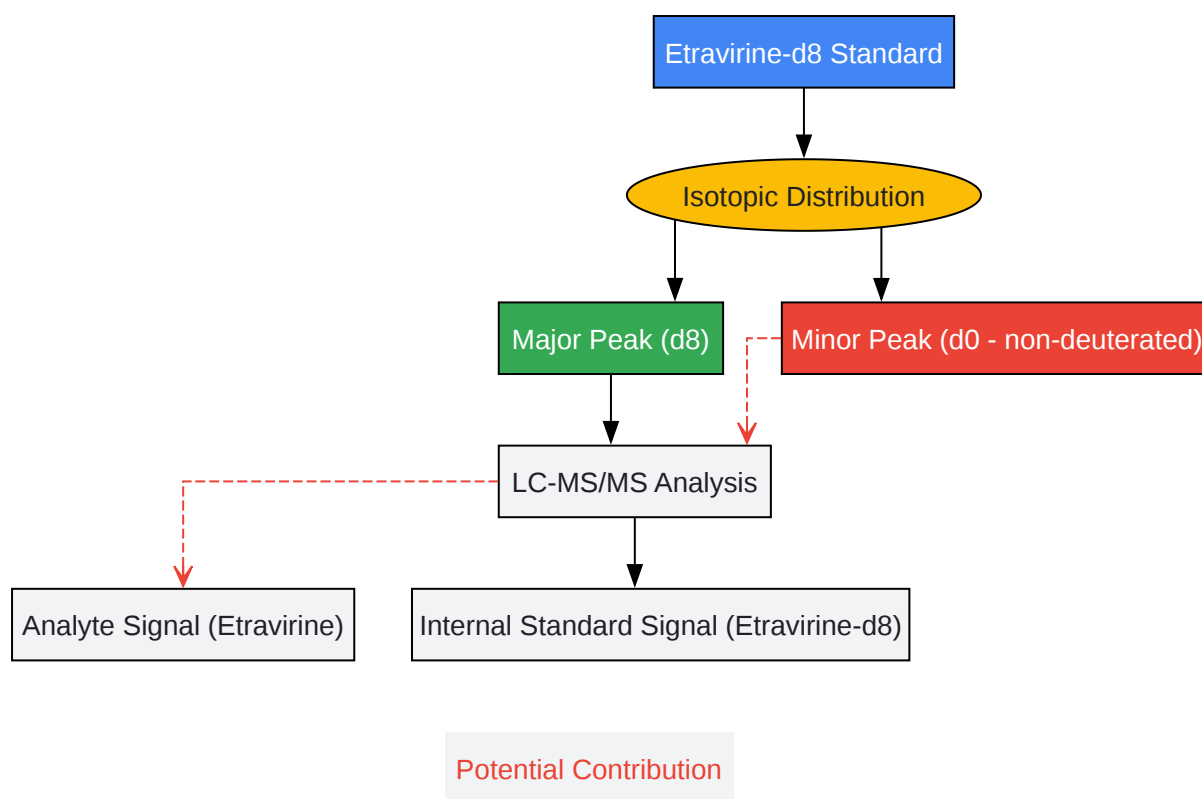 Etravirine-d8 Standard
Isotopic Distribution
Major Peak (d8)
Minor Peak (d0 - non-deuterated)
LC-MS/MS Analysis
Analyte Signal (Etravirine)
Internal Standard Signal (Etravirine-d8)
Potential Contribution